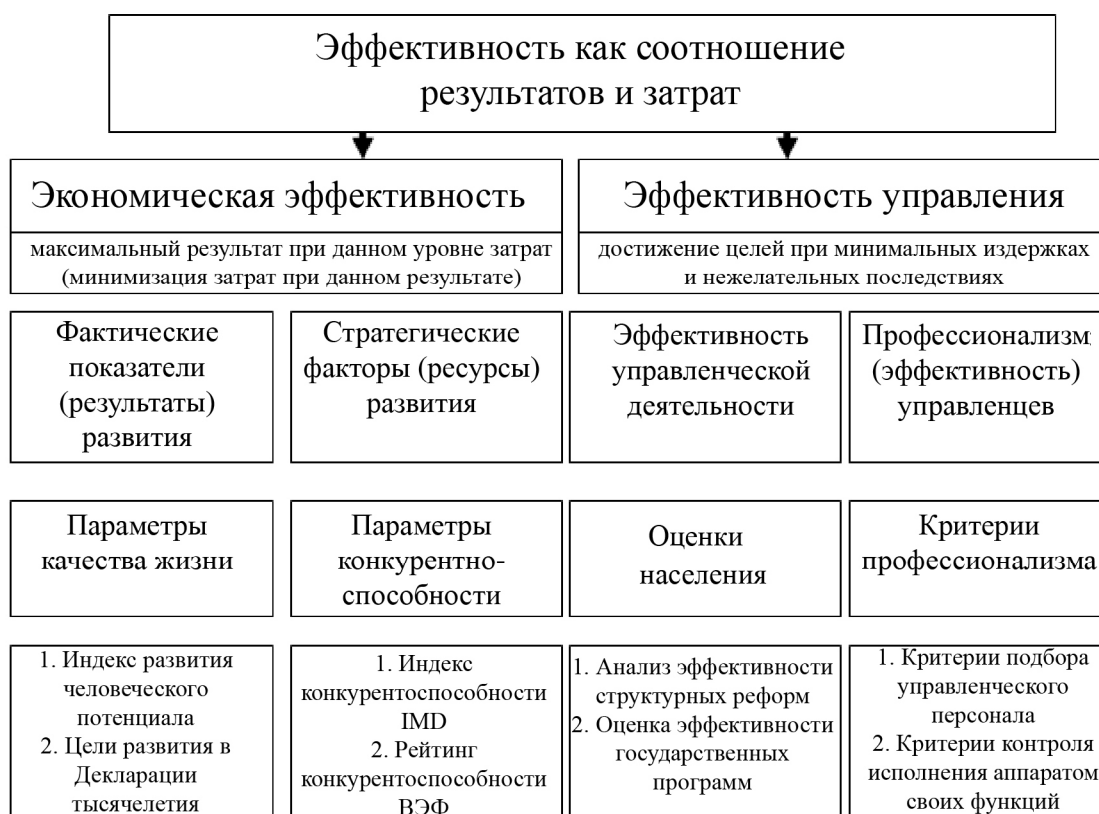 Эффективность как соотношение
результатов и затрат
Экономическая эффективность
Эффективность управления
максимальный результат при данном уровне затрат
(минимизация затрат при данном результате)
достижение целей при минимальных издержках
и нежелательных последствиях
Фактические
показатели
(результаты)
развития
Стратегические
факторы (ресурсы)
развития
Эффективность
управленческой
деятельности
Профессионализм
(эффективность)
управленцев
Параметры
качества жизни
Параметры
конкурентно-
способности
Оценки
населения
Критерии
профессионализма
1. Индекс развития
человеческого
потенциала
2. Цели развития в
Декларации
тысячелетия
1. Индекс
конкурентоспособности
IMD
2. Рейтинг
конкурентоспособности
ВЭФ
1. Анализ эффективности
структурных реформ
2. Оценка эффективности
государственных
программ
1. Критерии подбора
управленческого
персонала
2. Критерии контроля
исполнения аппаратом
своих функций